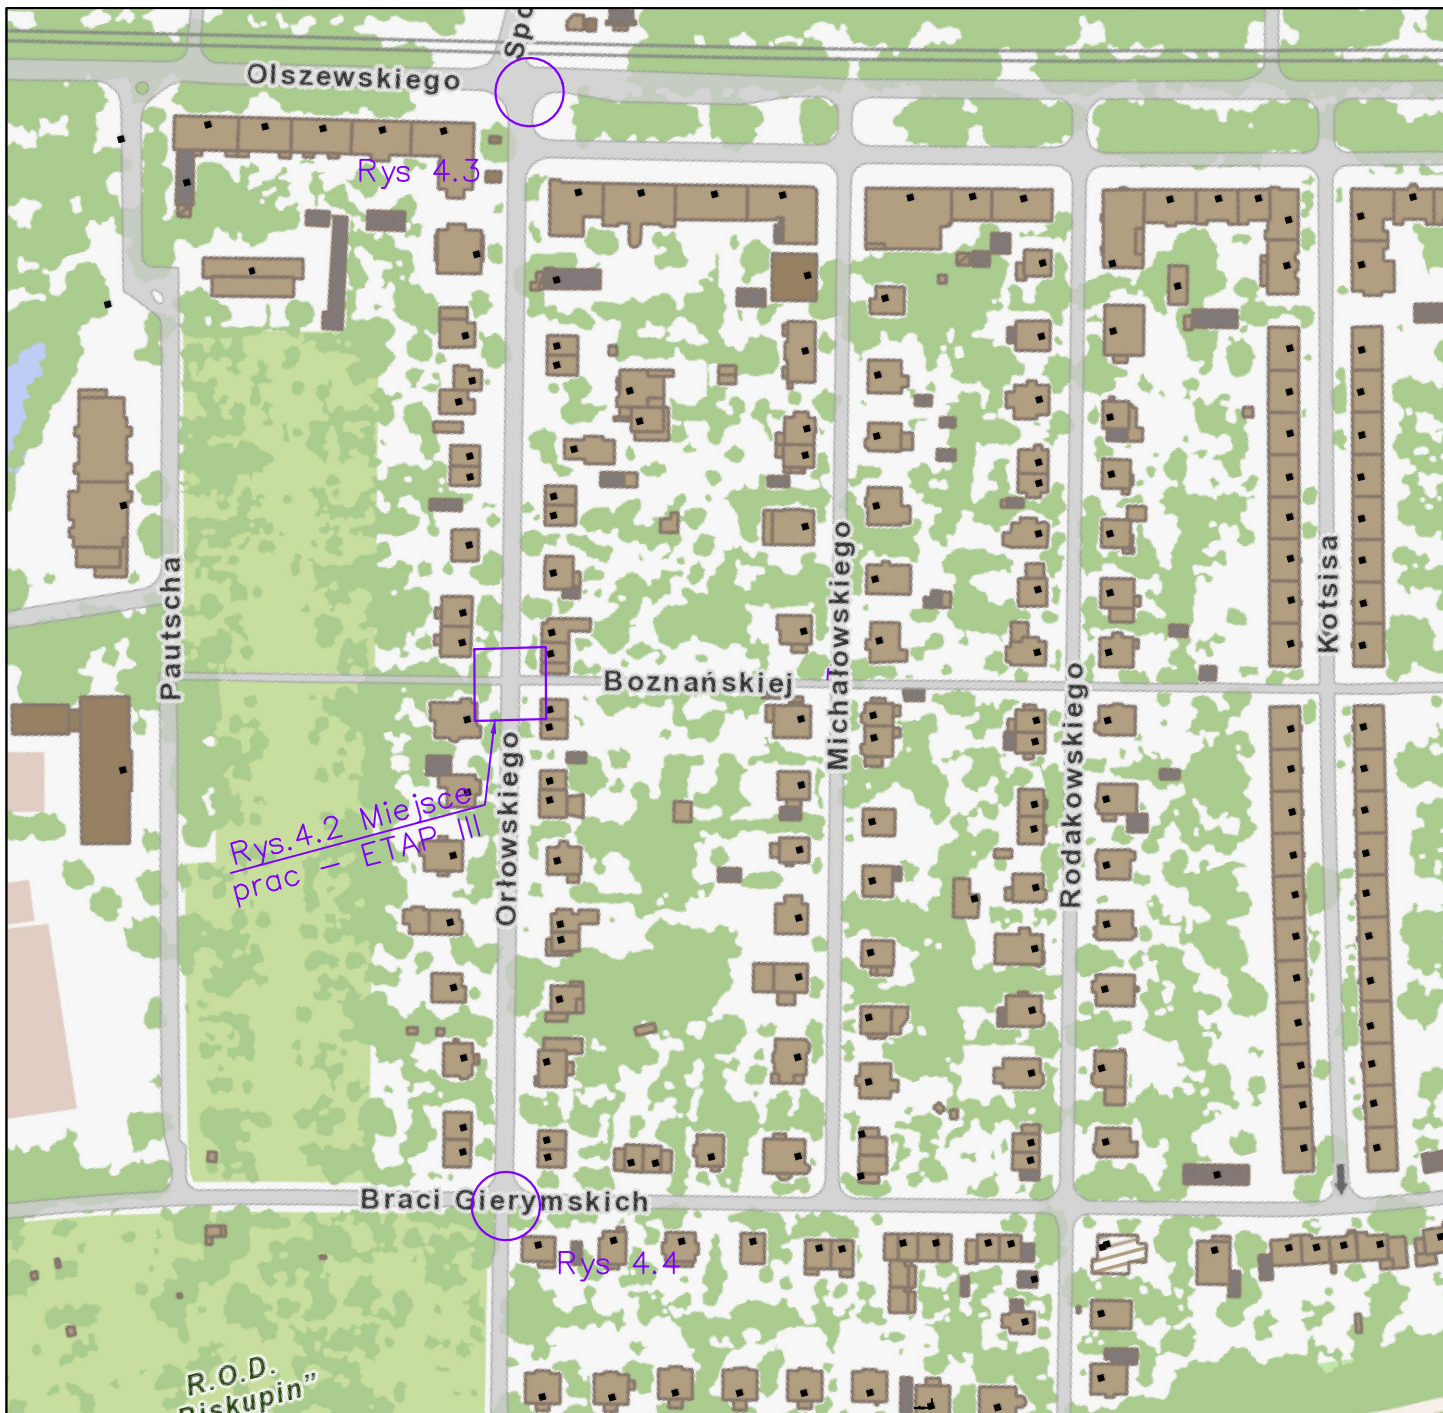 Spo
Olszewskiego
Rys 4.3
Pautscha
Michałowskiego
Kotsisa
Boznańskiej
Rodakowskiego
Orłowskiego
Rys.4.2 Miejsce
prac - ETAP III
Braci Gierymskich
Rys 4.4
R.O.D.
Biskupin”